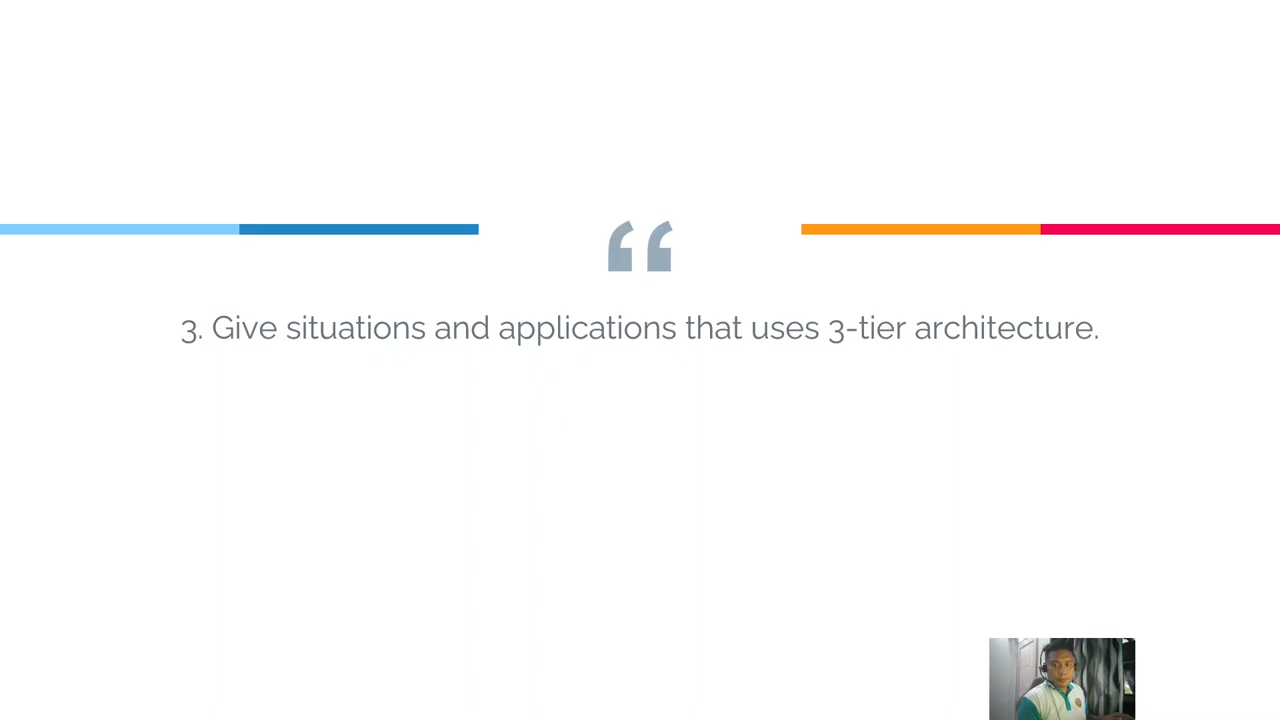 “
3. Give situations and applications that uses 3-tier architecture.